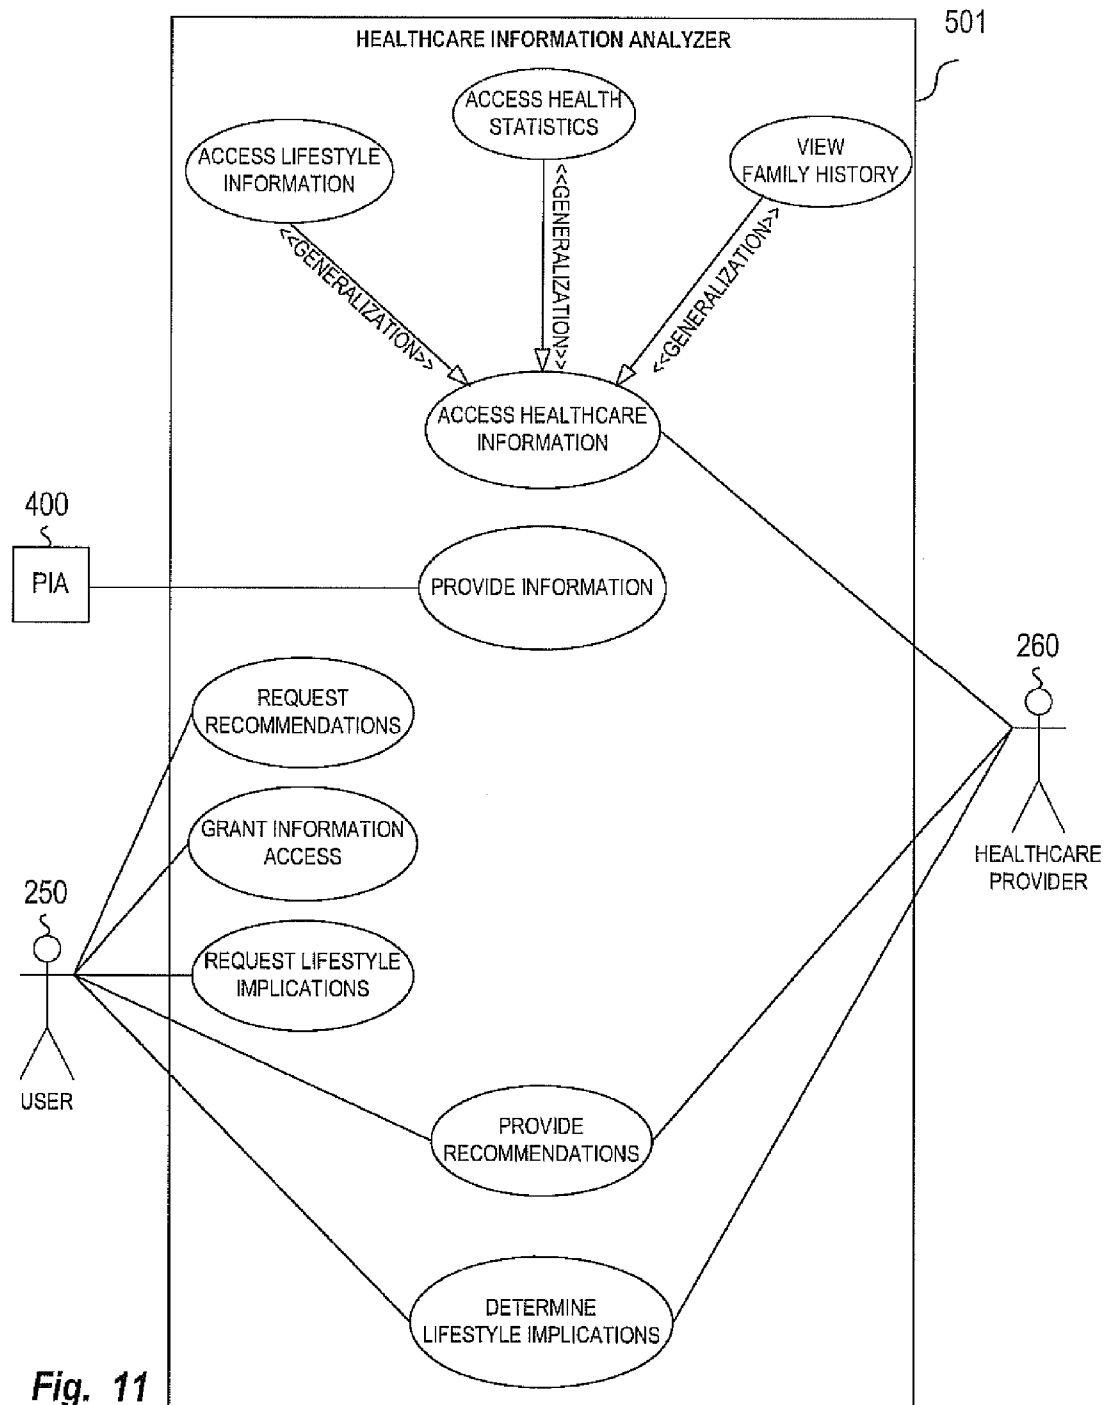 501
HEALTHCARE INFORMATION ANALYZER
ACCESS HEALTH
STATISTICS
ACCESS LIFESTYLE
INFORMATION
VIEW
FAMILY HISTORY
<<GENERALIZATION>>
<<GENERALIZATION>>
<<GENERALIZATION>>
ACCESS HEALTHCARE
INFORMATION
400
PIA
PROVIDE INFORMATION
260
REQUEST
RECOMMENDATIONS
GRANT INFORMATION
ACCESS
HEALTHCARE
PROVIDER
250
REQUEST LIFESTYLE
IMPLICATIONS
USER
PROVIDE
RECOMMENDATIONS
DETERMINE
LIFESTYLE IMPLICATIONS
Fig. 11